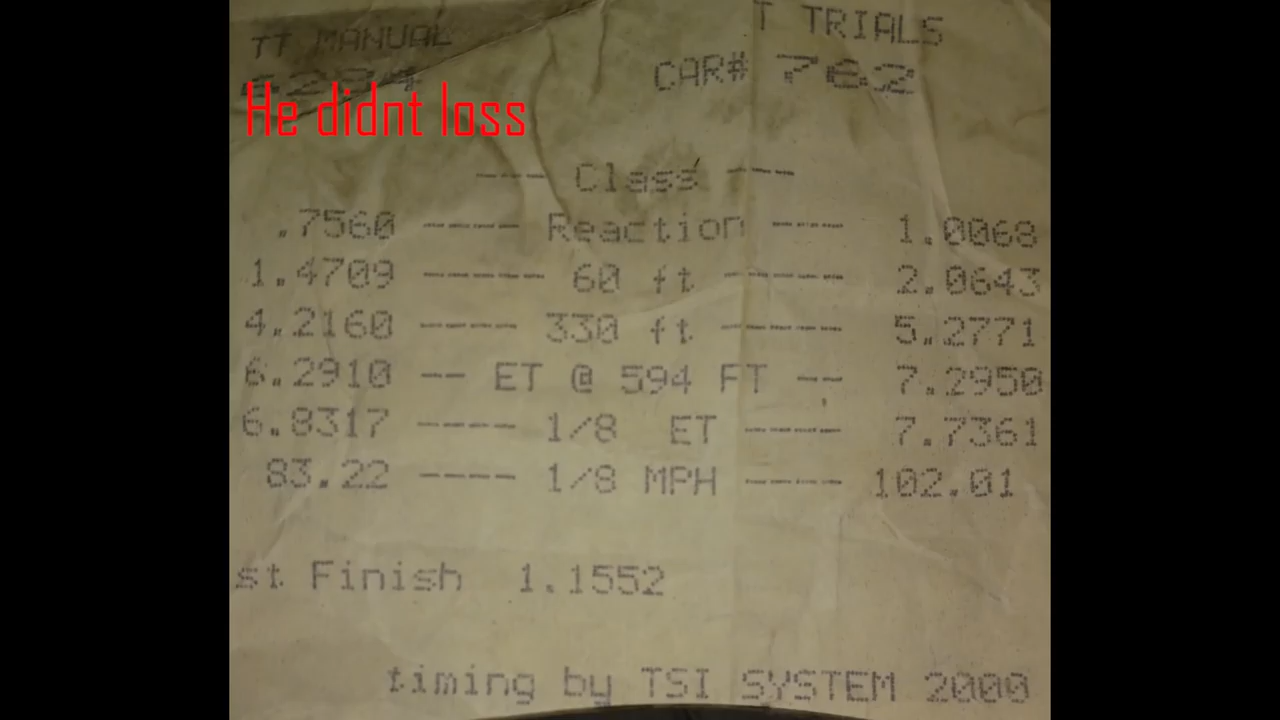 TT MANUAL T TRIALS
6234 CAR# 762
He didnt loss
--- Class ---
.7560 ---- Reaction --- 1.0068
1.4709 ----- 60 ft ----- 2.0643
4.2160 ---- 330 ft ----- 5.2771
6.2910 -- ET @ 594 FT -- 7.2950
6.8317 ---- 1/8 ET ---- 7.7361
83.22 ---- 1/8 MPH ---- 102.01
st Finish 1.1552
timing by TSI SYSTEM 2000